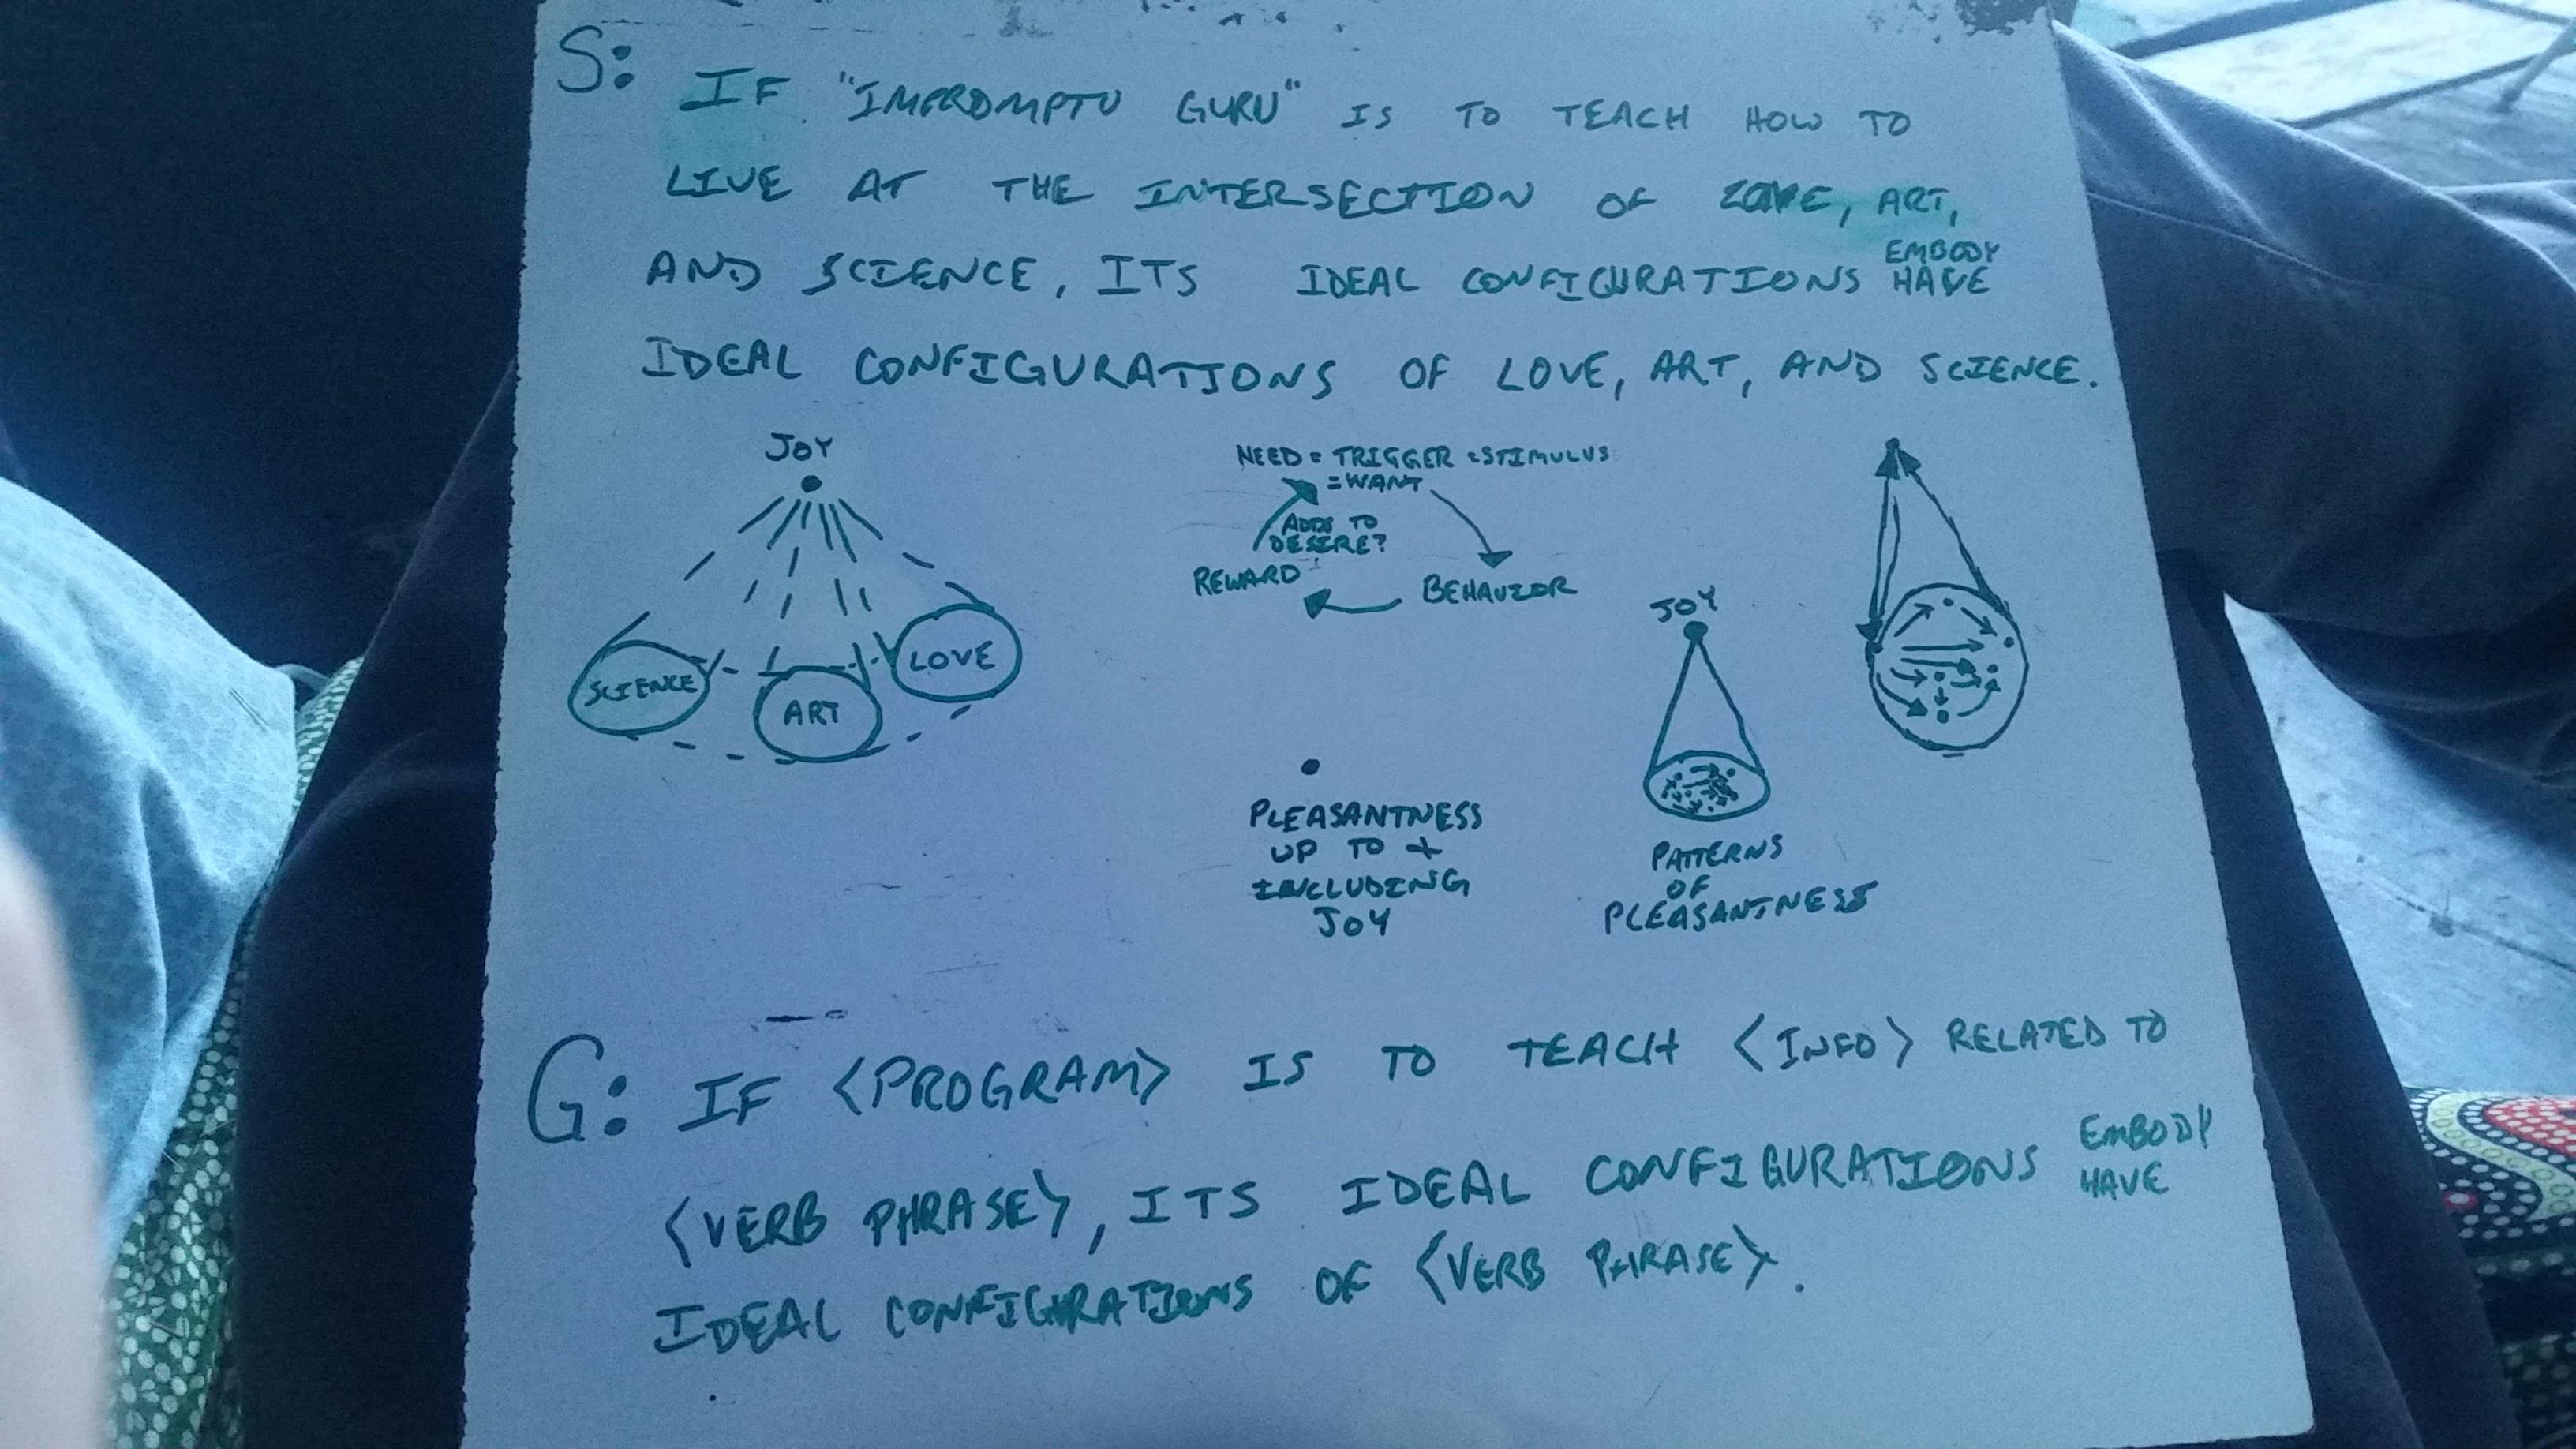 S:
IF "IMPROMPTU GURU" IS TO TEACH HOW TO
LIVE AT THE INTERSECTION OF LOVE, ART,
EMBODY
AND SCIENCE, ITS IDEAL CONFIGURATIONS HAVE
IDEAL CONFIGURATIONS OF LOVE, ART, AND SCIENCE.
JOY
SCIENCE
ART
LOVE
NEED = TRIGGER = STIMULUS
= WANT
ADDS TO
DESIRE?
REWARD
BEHAVIOR
JOY
PLEASANTNESS
UP TO +
INCLUDING
JOY
PATTERNS
OF
PLEASANTNESS
G: IF <PROGRAM> IS TO TEACH <INFO> RELATED TO
EMBODY
<VERB PHRASE>, ITS IDEAL CONFIGURATIONS HAVE
IDEAL CONFIGURATIONS OF <VERB PHRASE>.